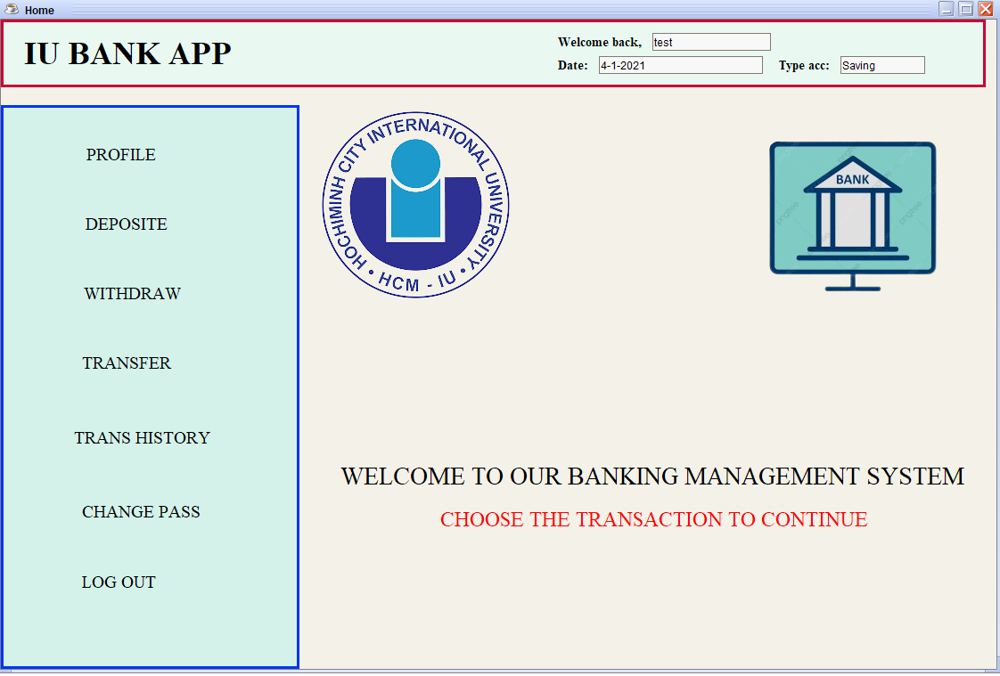 Home
IU BANK APP
Welcome back, test
Date: 4-1-2021 Type acc: Saving
PROFILE
DEPOSITE
WITHDRAW
TRANSFER
TRANS HISTORY
CHANGE PASS
LOG OUT
HOCHIMINH CITY INTERNATIONAL UNIVERSITY
HCM - IU
BANK
pngtree
pngtree
WELCOME TO OUR BANKING MANAGEMENT SYSTEM
CHOOSE THE TRANSACTION TO CONTINUE